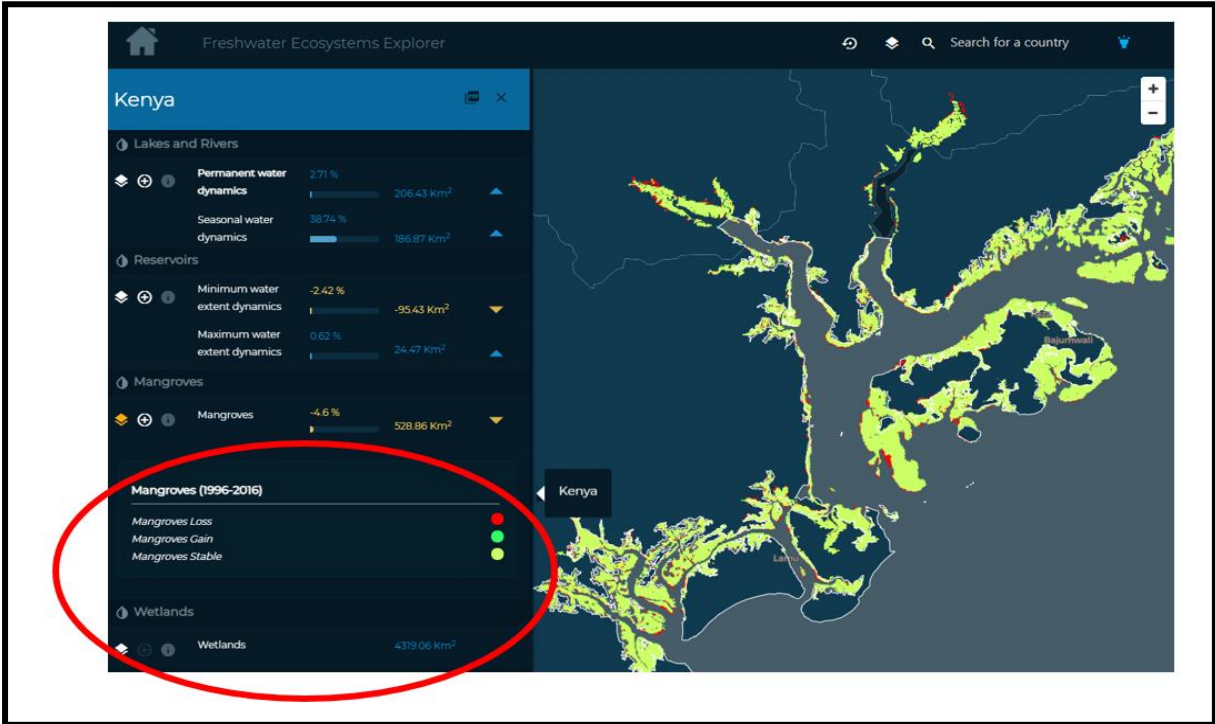 Freshwater Ecosystems Explorer
Search for a country
Kenya
Lakes and Rivers
Permanent water dynamics
2.71 %
206.43 Km²
Seasonal water dynamics
38.74 %
186.87 Km²
Reservoirs
Minimum water extent dynamics
-2.42 %
-95.43 Km²
Maximum water extent dynamics
0.62 %
24.47 Km²
Mangroves
Mangroves
-4.6 %
528.86 Km²
Mangroves (1996-2016)
Mangroves Loss
Mangroves Gain
Mangroves Stable
Wetlands
Wetlands
4319.06 Km²
+
−
Bajumwali
Kenya
Lamu